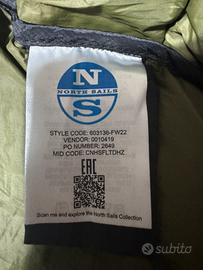 N
NORTH SAILS
S
STYLE CODE: 603136-FW22
VENDOR: 0010419
PO NUMBER: 2649
MID CODE: CNHSFLTDHZ
EAC
Scan me and explore the North Sails Collection
subito